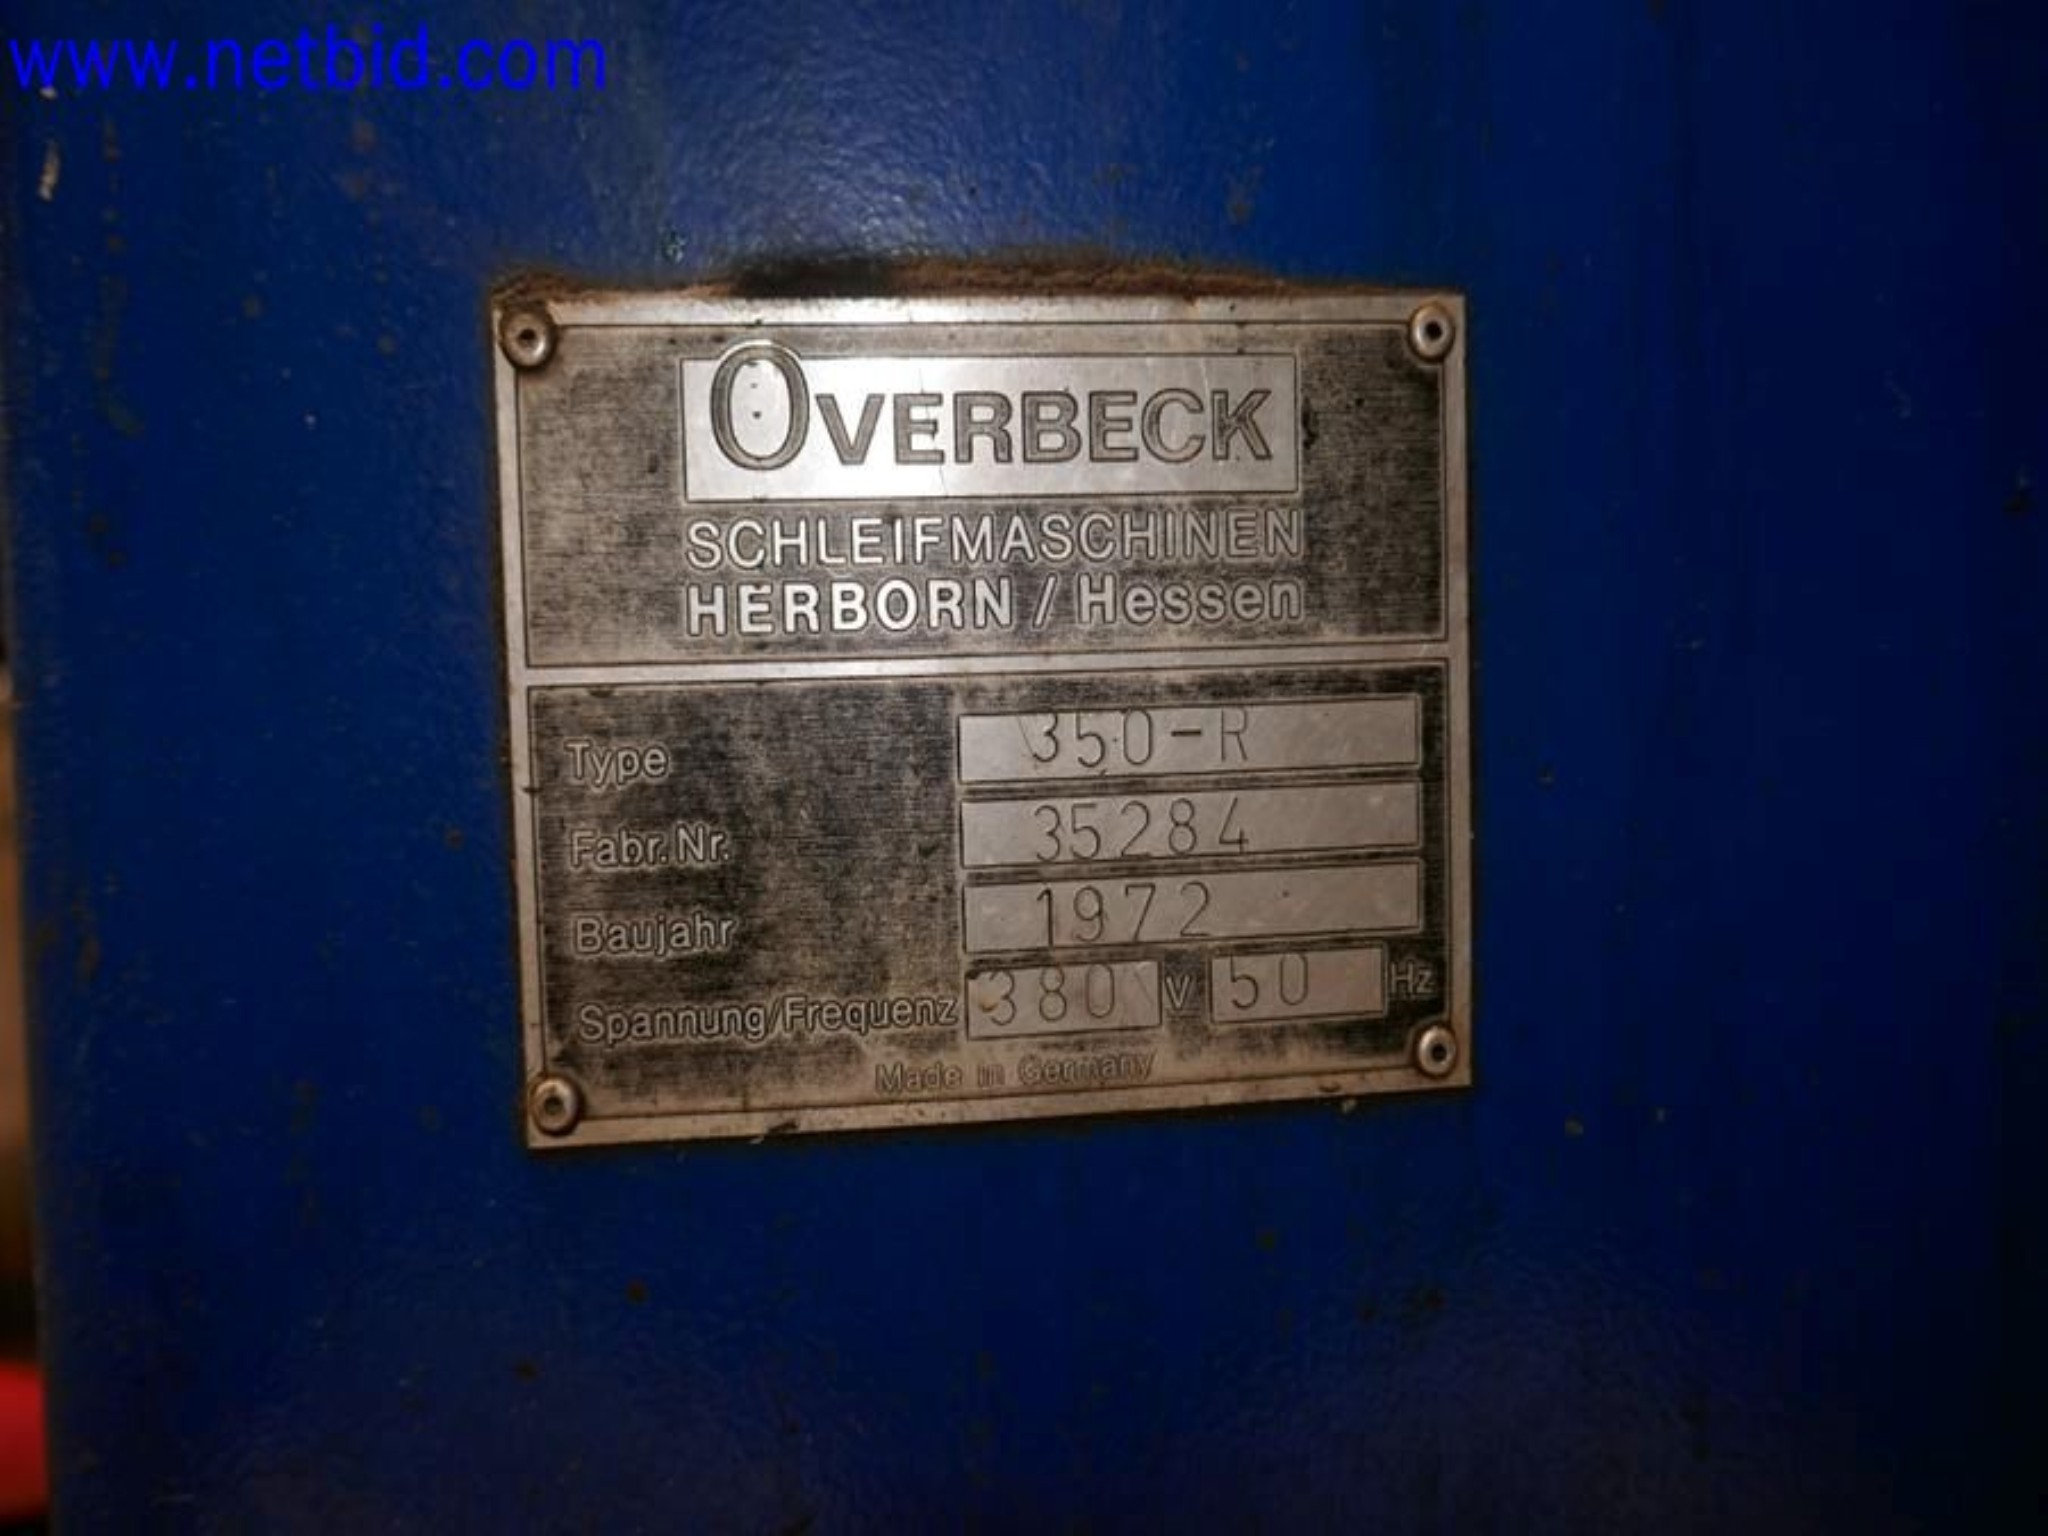 www.netbid.com
OVERBECK
SCHLEIFMASCHINEN
HERBORN / Hessen
Type 350-R
Fabr. Nr. 35284
Baujahr 1972
Spannung/Frequenz 380 V 50 Hz
Made in Germany